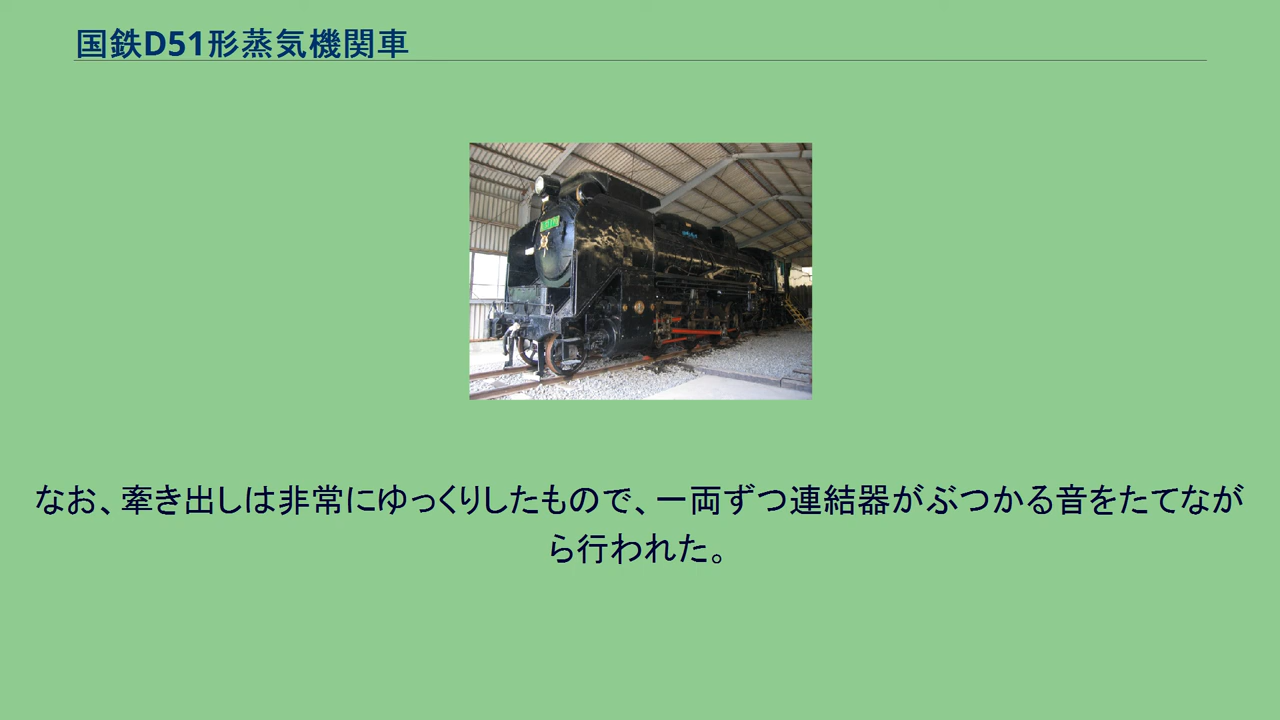 国鉄D51形蒸気機関車
なお、牽き出しは非常にゆっくりしたもので、一両ずつ連結器がぶつかる音をたてなが
ら行われた。